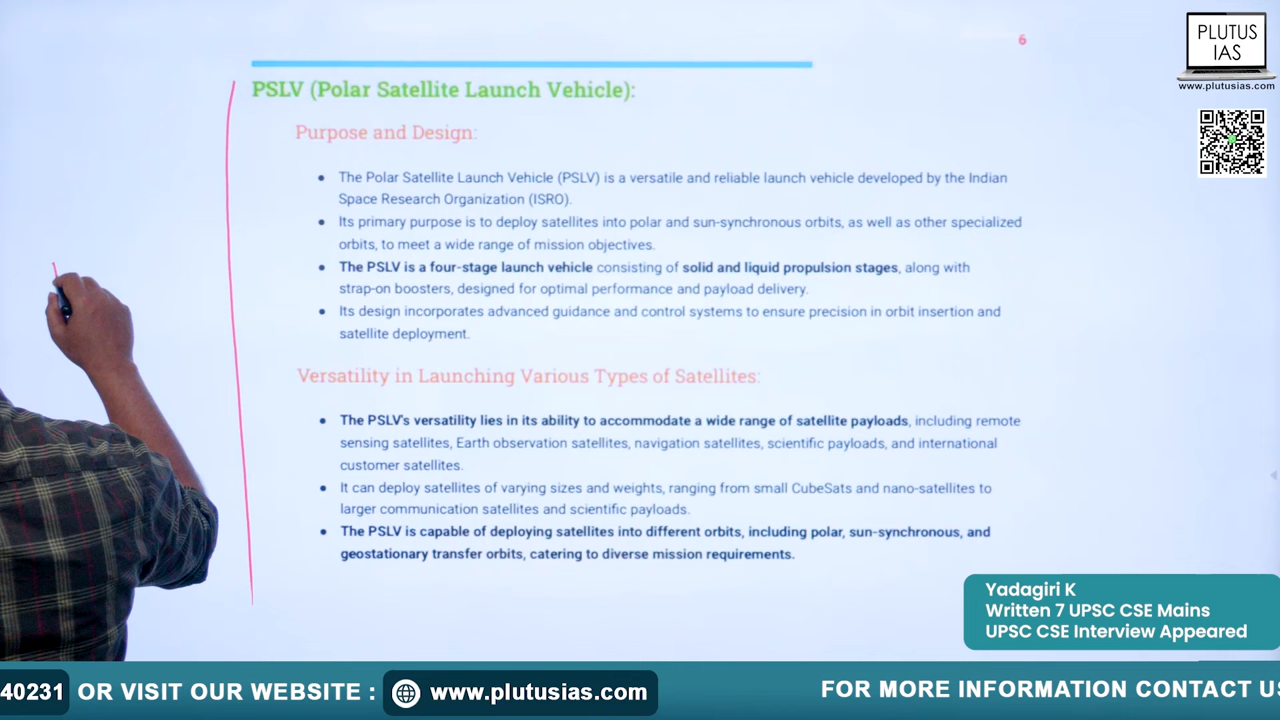 6
PLUTUS
IAS
www.plutusias.com
PSLV (Polar Satellite Launch Vehicle):
Purpose and Design:
• The Polar Satellite Launch Vehicle (PSLV) is a versatile and reliable launch vehicle developed by the Indian
Space Research Organization (ISRO).
• Its primary purpose is to deploy satellites into polar and sun-synchronous orbits, as well as other specialized
orbits, to meet a wide range of mission objectives.
• The PSLV is a four-stage launch vehicle consisting of solid and liquid propulsion stages, along with
strap-on boosters, designed for optimal performance and payload delivery.
• Its design incorporates advanced guidance and control systems to ensure precision in orbit insertion and
satellite deployment.
Versatility in Launching Various Types of Satellites:
• The PSLV's versatility lies in its ability to accommodate a wide range of satellite payloads, including remote
sensing satellites, Earth observation satellites, navigation satellites, scientific payloads, and international
customer satellites.
• It can deploy satellites of varying sizes and weights, ranging from small CubeSats and nano-satellites to
larger communication satellites and scientific payloads.
• The PSLV is capable of deploying satellites into different orbits, including polar, sun-synchronous, and
geostationary transfer orbits, catering to diverse mission requirements.
Yadagiri K
Written 7 UPSC CSE Mains
UPSC CSE Interview Appeared
40231 OR VISIT OUR WEBSITE : www.plutusias.com FOR MORE INFORMATION CONTACT US